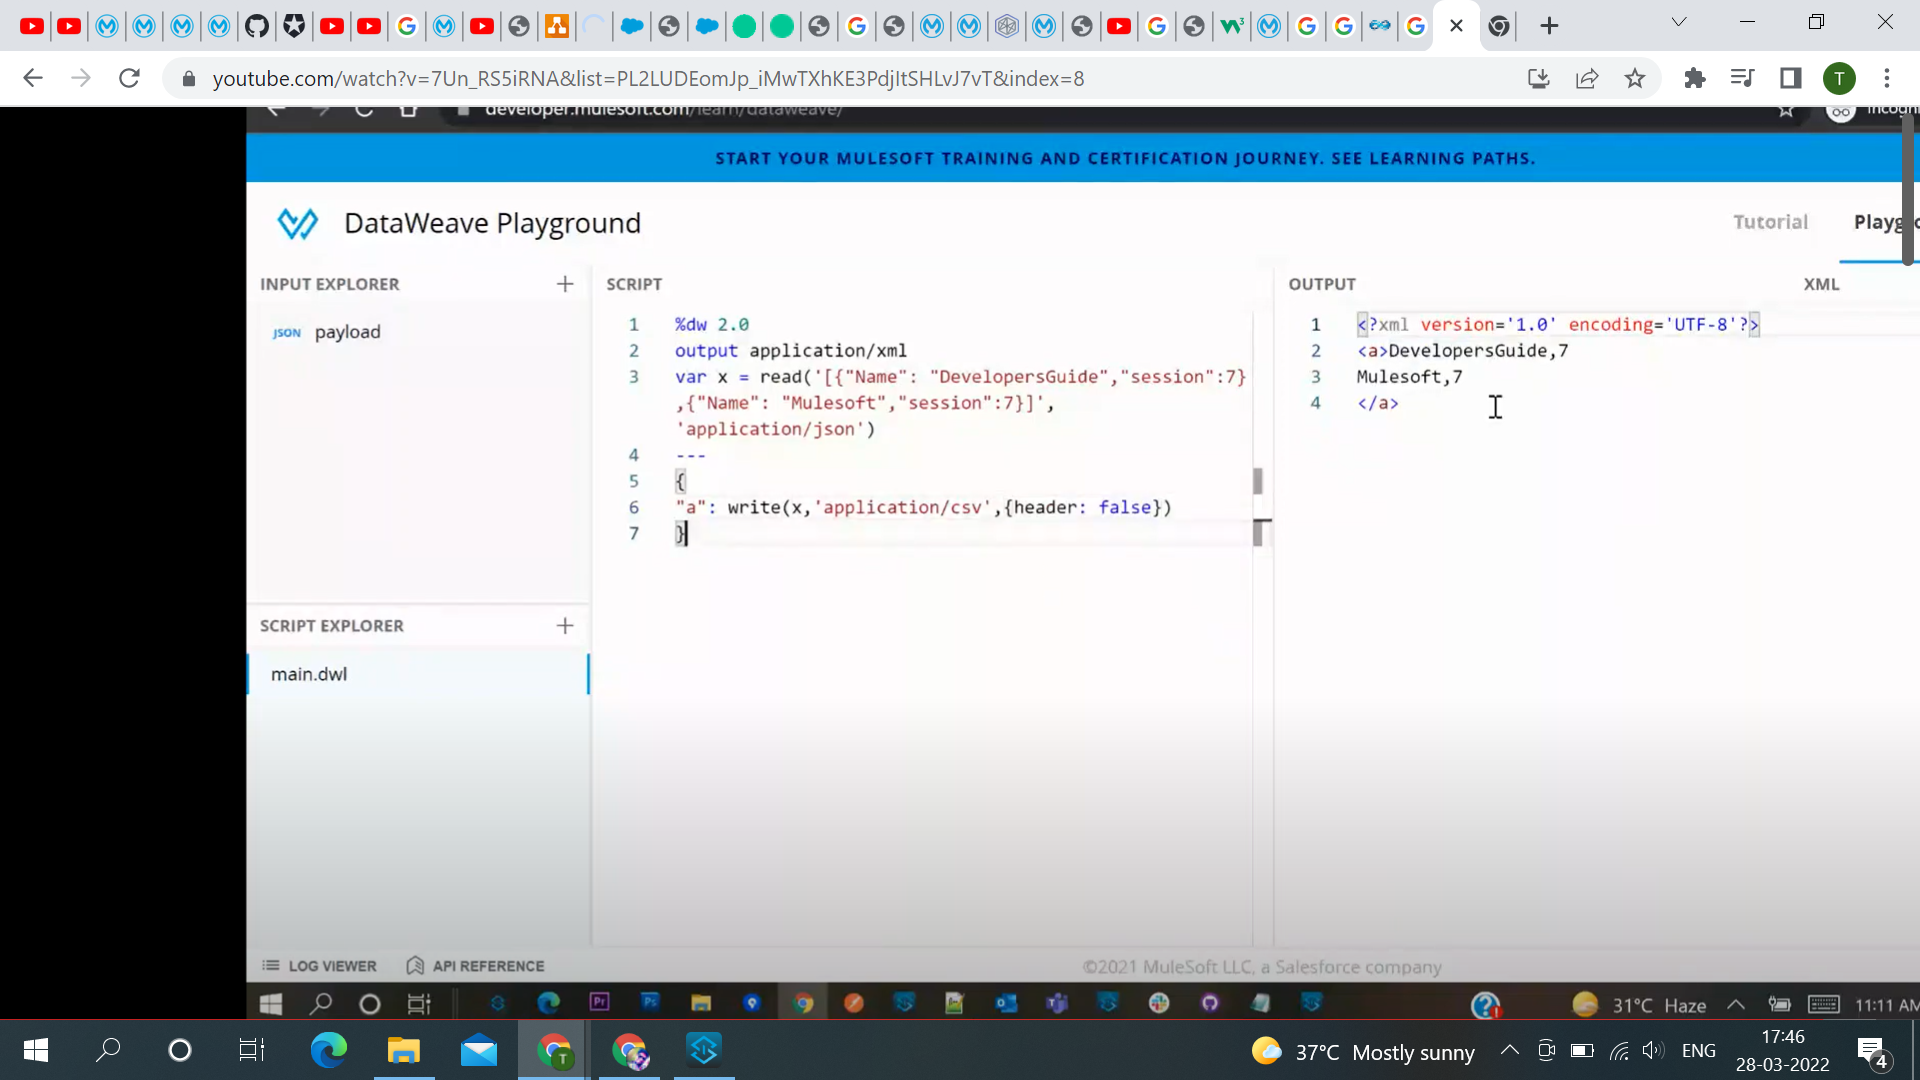 youtube.com/watch?v=7Un_RS5iRNA&list=PL2LUDEomJp_iMwTXhKE3PdjItSHLvJ7vT&index=8
T
developer.mulesoft.com/learn/dataweave/
START YOUR MULESOFT TRAINING AND CERTIFICATION JOURNEY. SEE LEARNING PATHS.
DataWeave Playground
Tutorial
INPUT EXPLORER +
JSON payload
SCRIPT
1 %dw 2.0
2 output application/xml
3 var x = read('[{"Name": "DevelopersGuide","session":7}
,{"Name": "Mulesoft","session":7}]',
'application/json')
4 ---
5 {
6 "a": write(x,'application/csv',{header: false})
7 }
OUTPUT XML
1 <?xml version='1.0' encoding='UTF-8'?>
2 <a>DevelopersGuide,7
3 Mulesoft,7
4 </a>
SCRIPT EXPLORER +
main.dwl
LOG VIEWER API REFERENCE
©2021 MuleSoft LLC, a Salesforce company
31°C Haze 11:11 AM
37°C Mostly sunny
ENG
17:46
28-03-2022
4